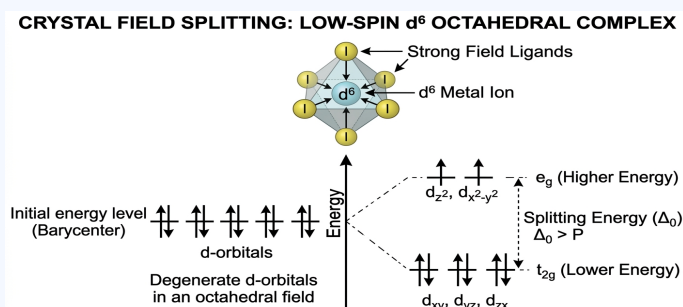 CRYSTAL FIELD SPLITTING: LOW-SPIN d⁶ OCTAHEDRAL COMPLEX
I
Strong Field Ligands
I I
d⁶
d⁶ Metal Ion
I I
I
Energy
e_g (Higher Energy)
d_z², d_x²-y²
Initial energy level
(Barycenter)
d-orbitals
Splitting Energy (Δ₀)
Δ₀ > P
Degenerate d-orbitals
in an octahedral field
t₂g (Lower Energy)
d_xy, d_yz, d_zx